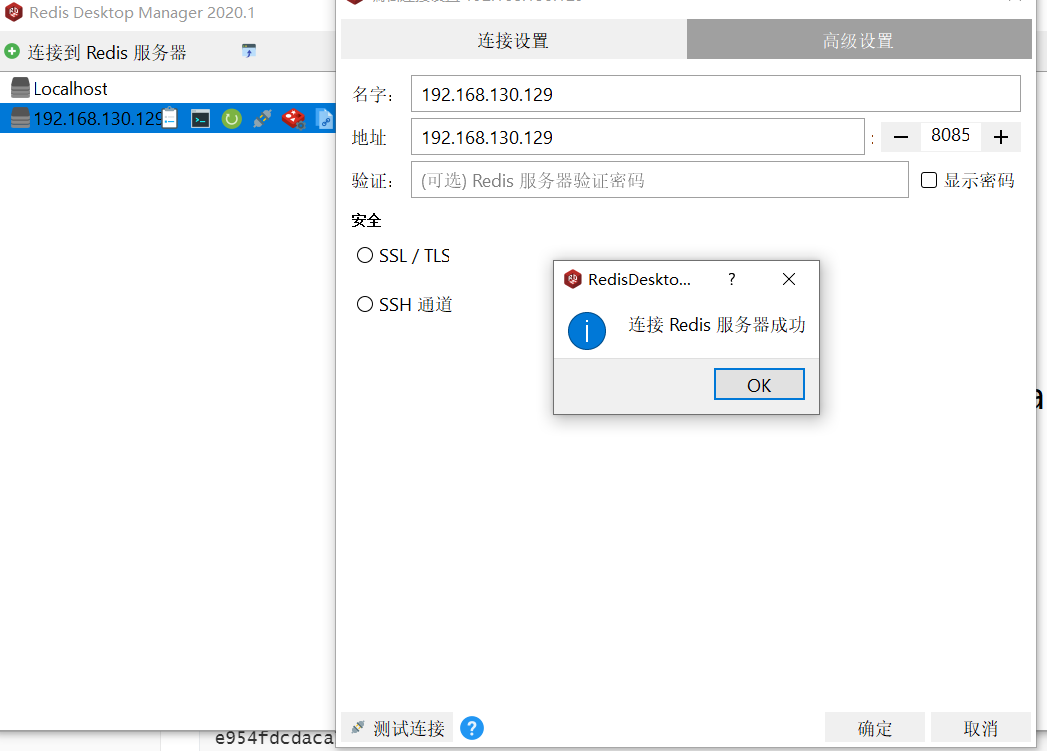 Redis Desktop Manager 2020.1
连接到 Redis 服务器
Localhost
192.168.130.129
连接设置
高级设置
名字：
192.168.130.129
地址
192.168.130.129
:
8085
验证：
(可选) Redis 服务器验证密码
显示密码
安全
SSL / TLS
SSH 通道
RedisDeskto...
?
连接 Redis 服务器成功
OK
测试连接
?
确定
取消
e954fdcdaca